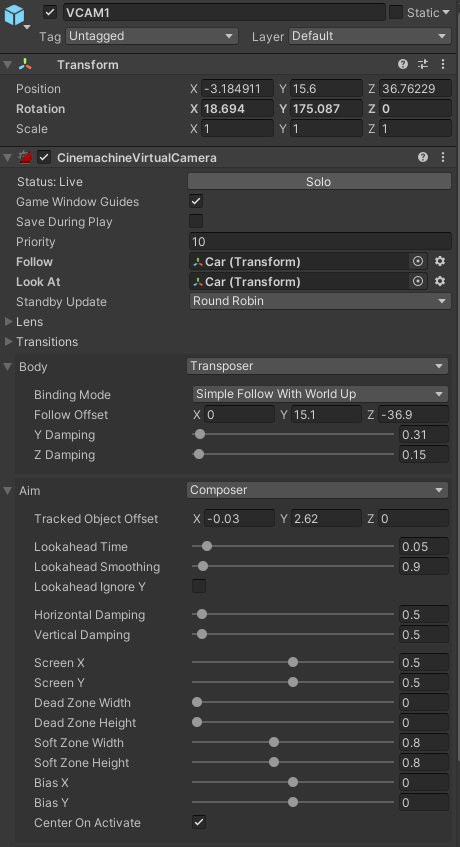 VCAM1 Static
Tag Untagged Layer Default
Transform
Position X -3.184911 Y 15.6 Z 36.76229
Rotation X 18.694 Y 175.087 Z 0
Scale X 1 Y 1 Z 1
CinemachineVirtualCamera
Status: Live Solo
Game Window Guides
Save During Play
Priority 10
Follow Car (Transform)
Look At Car (Transform)
Standby Update Round Robin
Lens
Transitions
Body Transposer
Binding Mode Simple Follow With World Up
Follow Offset X 0 Y 15.1 Z -36.9
Y Damping 0.31
Z Damping 0.15
Aim Composer
Tracked Object Offset X -0.03 Y 2.62 Z 0
Lookahead Time 0.05
Lookahead Smoothing 0.9
Lookahead Ignore Y
Horizontal Damping 0.5
Vertical Damping 0.5
Screen X 0.5
Screen Y 0.5
Dead Zone Width 0
Dead Zone Height 0
Soft Zone Width 0.8
Soft Zone Height 0.8
Bias X 0
Bias Y 0
Center On Activate